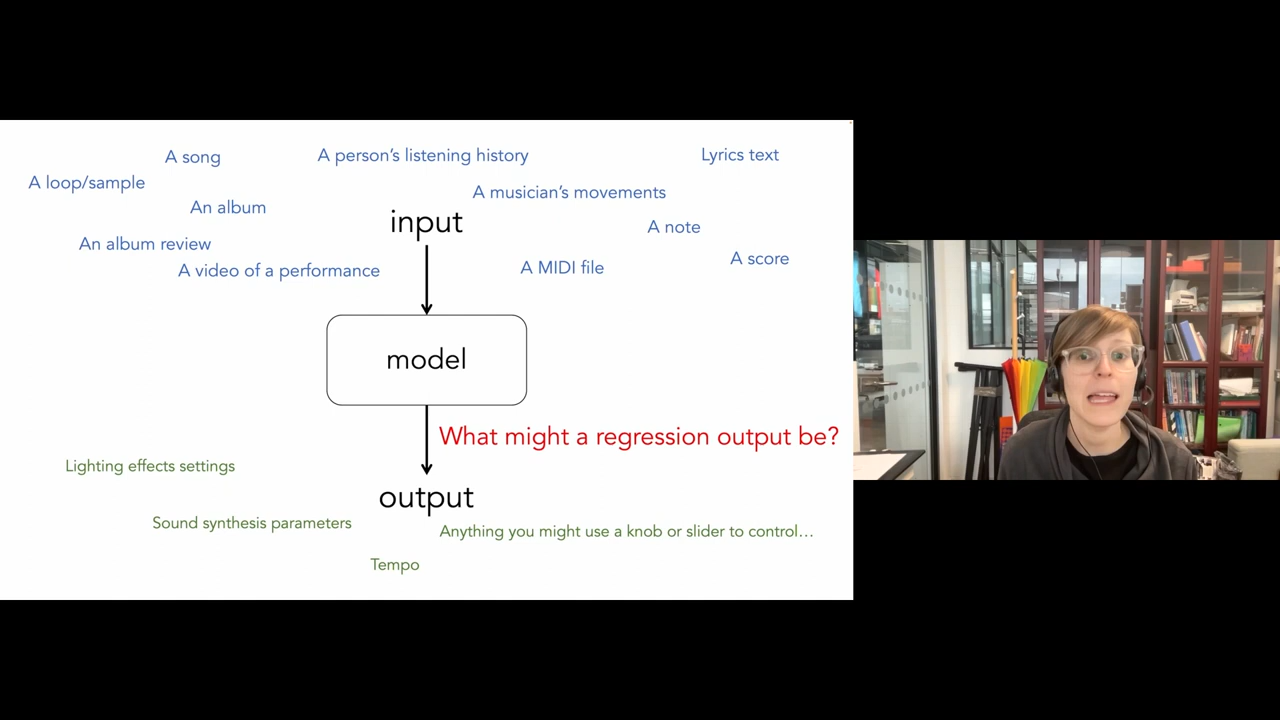 A song
A person's listening history
Lyrics text
A loop/sample
A musician's movements
An album
input
A note
An album review
A video of a performance
A MIDI file
A score
model
What might a regression output be?
Lighting effects settings
output
Sound synthesis parameters
Anything you might use a knob or slider to control...
Tempo